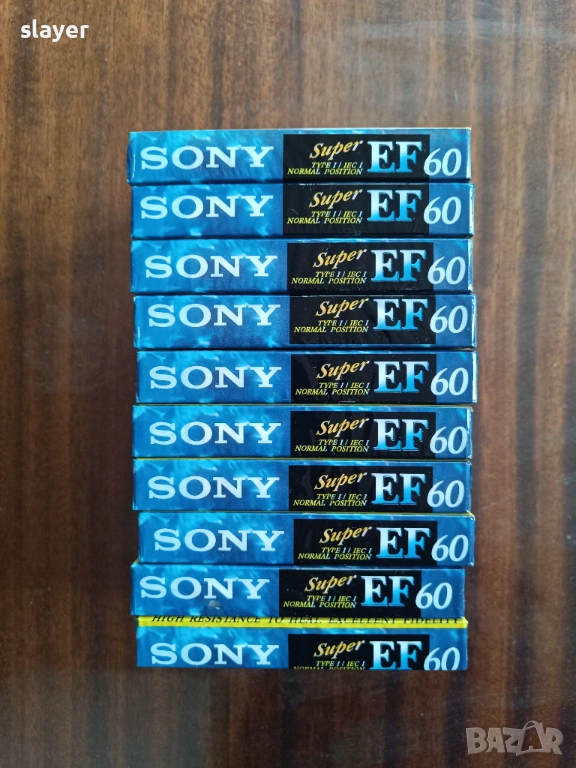 slayer
SONY Super EF 60
TYPE I / IEC I
NORMAL POSITION
SONY Super EF 60
TYPE I / IEC I
NORMAL POSITION
SONY Super EF 60
TYPE I / IEC I
NORMAL POSITION
SONY Super EF 60
TYPE I / IEC I
NORMAL POSITION
SONY Super EF 60
TYPE I / IEC I
NORMAL POSITION
SONY Super EF 60
TYPE I / IEC I
NORMAL POSITION
SONY Super EF 60
TYPE I / IEC I
NORMAL POSITION
SONY Super EF 60
TYPE I / IEC I
NORMAL POSITION
SONY Super EF 60
TYPE I / IEC I
NORMAL POSITION
HIGH RESISTANCE TO HEAT, EXCELLENT FIDELITY
SONY Super EF 60
TYPE I / IEC I
NORMAL POSITION
BAZAR